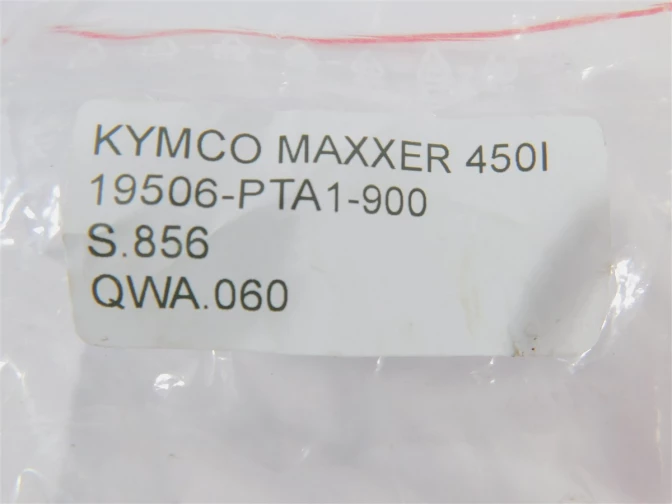 KYMCO MAXXER 450I
19506-PTA1-900
S.856
QWA.060